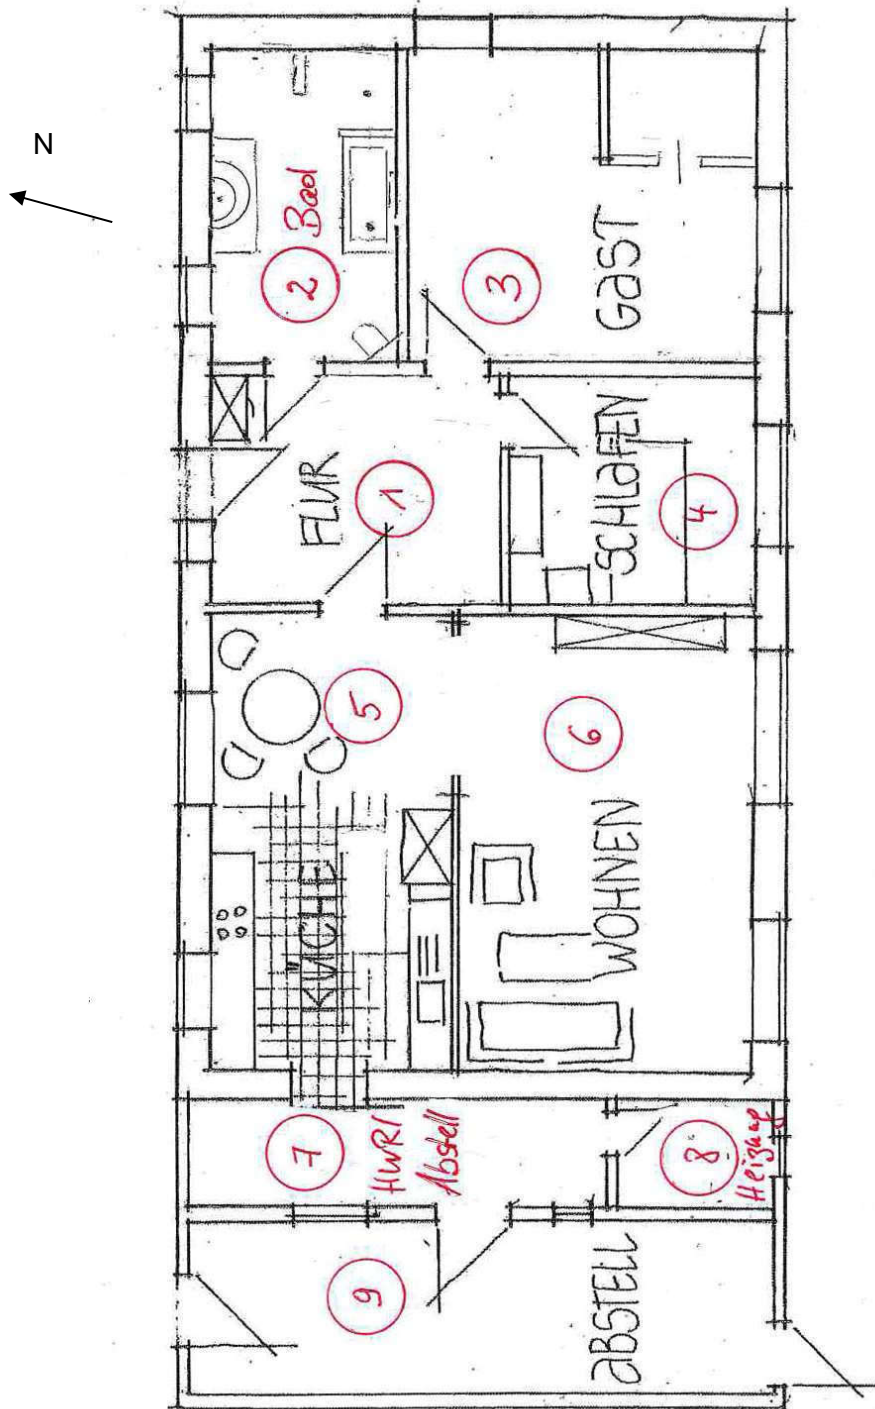 N
2 Bad
3
GAST
FLUR
1
SCHLAFEN
4
5
6
KÜCHE
WOHNEN
7
HWR/
Abstell
8
Heizung
9
ABSTELL